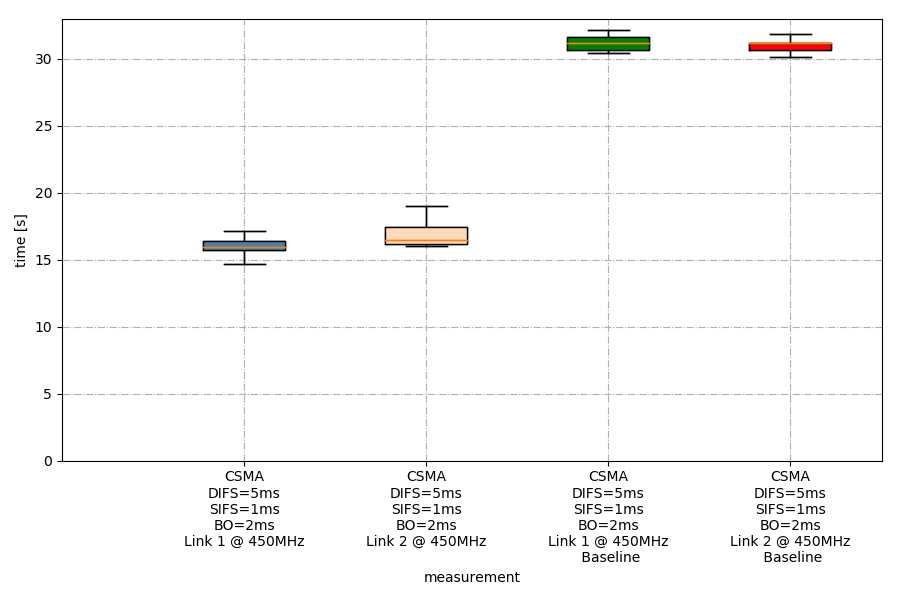 30
25
20
15
10
5
0
time [s]
CSMA
DIFS=5ms
SIFS=1ms
BO=2ms
Link 1 @ 450MHz
CSMA
DIFS=5ms
SIFS=1ms
BO=2ms
Link 2 @ 450MHz
CSMA
DIFS=5ms
SIFS=1ms
BO=2ms
Link 1 @ 450MHz
Baseline
CSMA
DIFS=5ms
SIFS=1ms
BO=2ms
Link 2 @ 450MHz
Baseline
measurement